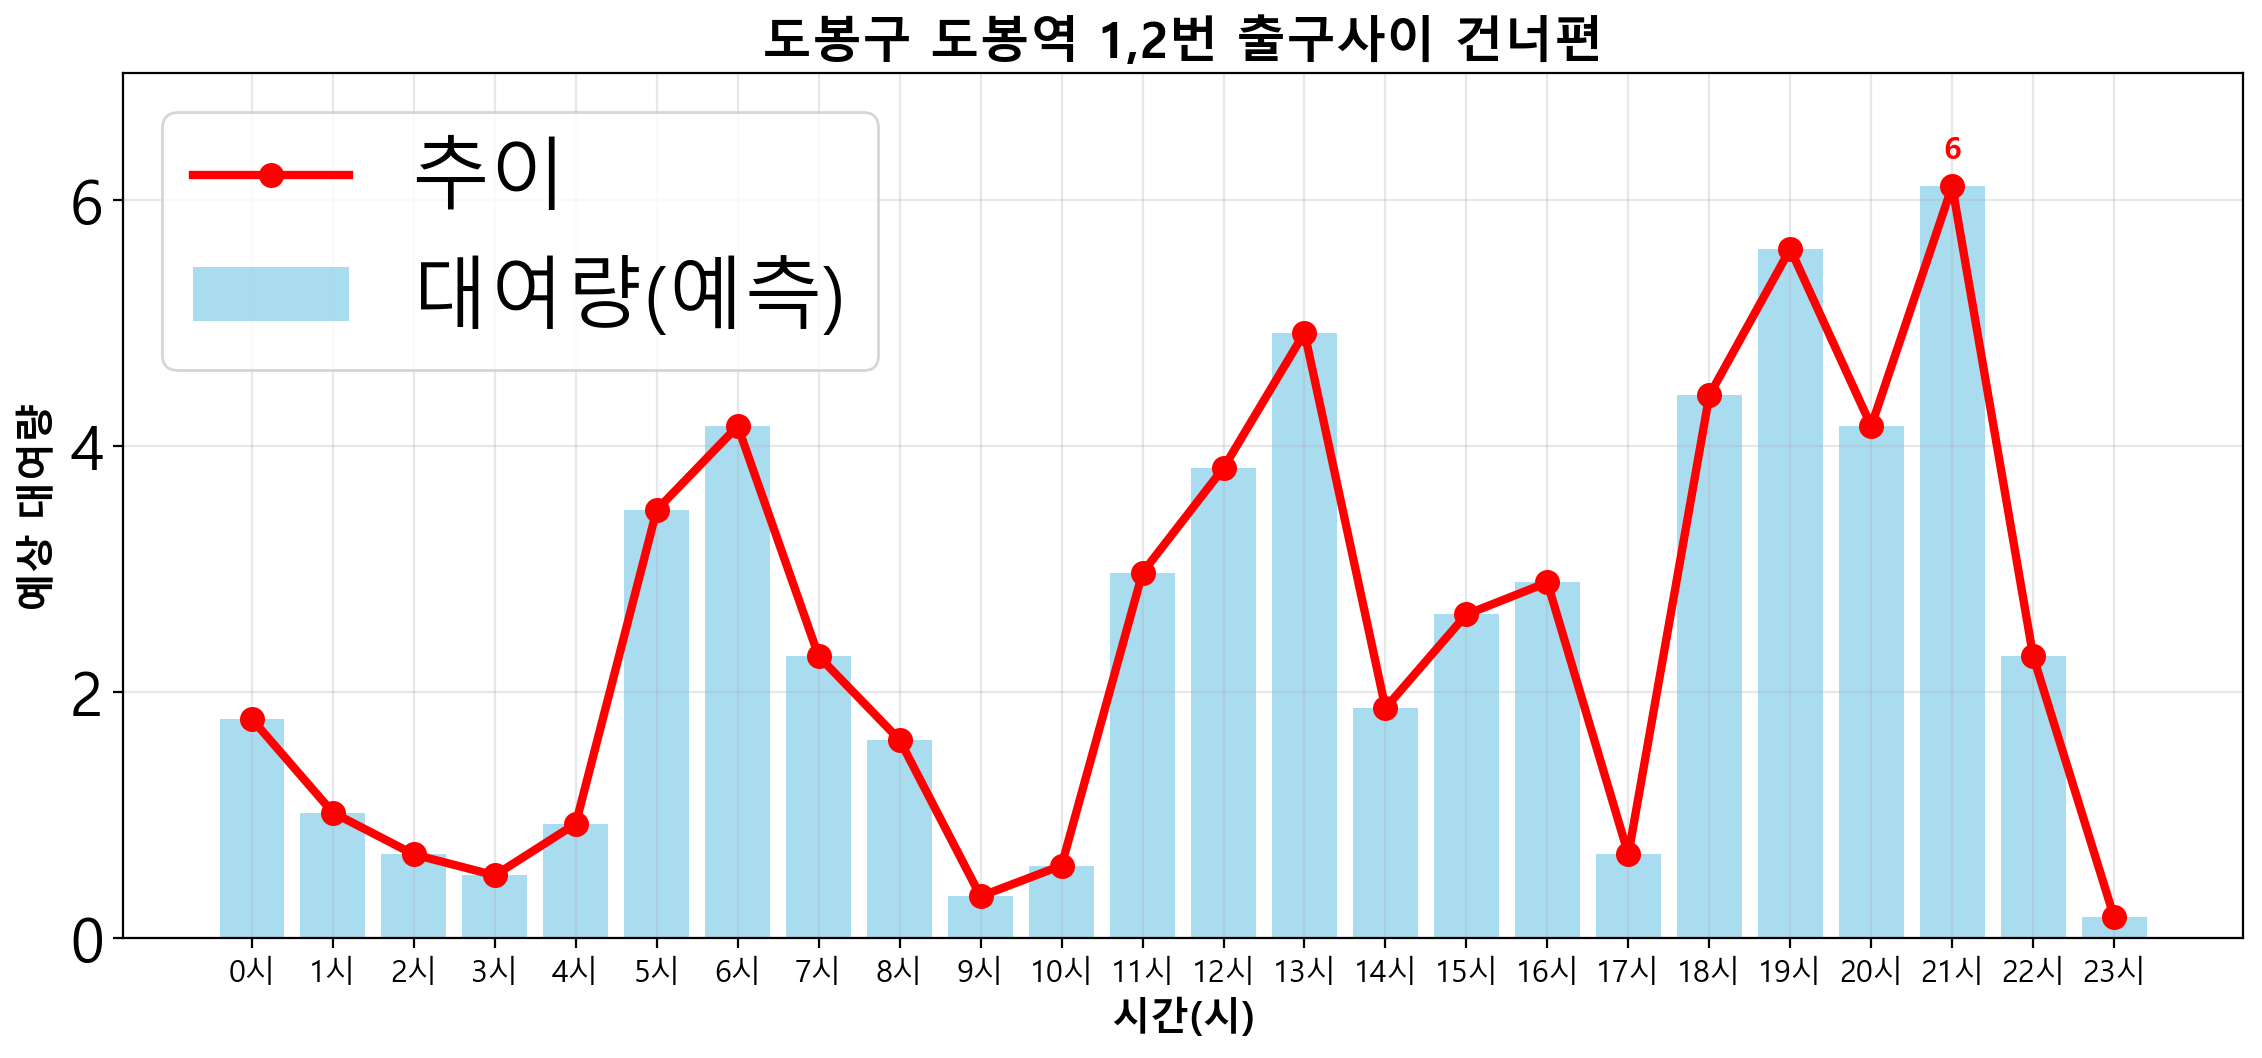 도봉구 도봉역 1,2번 출구사이 건너편
추이
대여량(예측)
6
6
4
2
0
예상 대여량
0시 1시 2시 3시 4시 5시 6시 7시 8시 9시 10시 11시 12시 13시 14시 15시 16시 17시 18시 19시 20시 21시 22시 23시
시간(시)